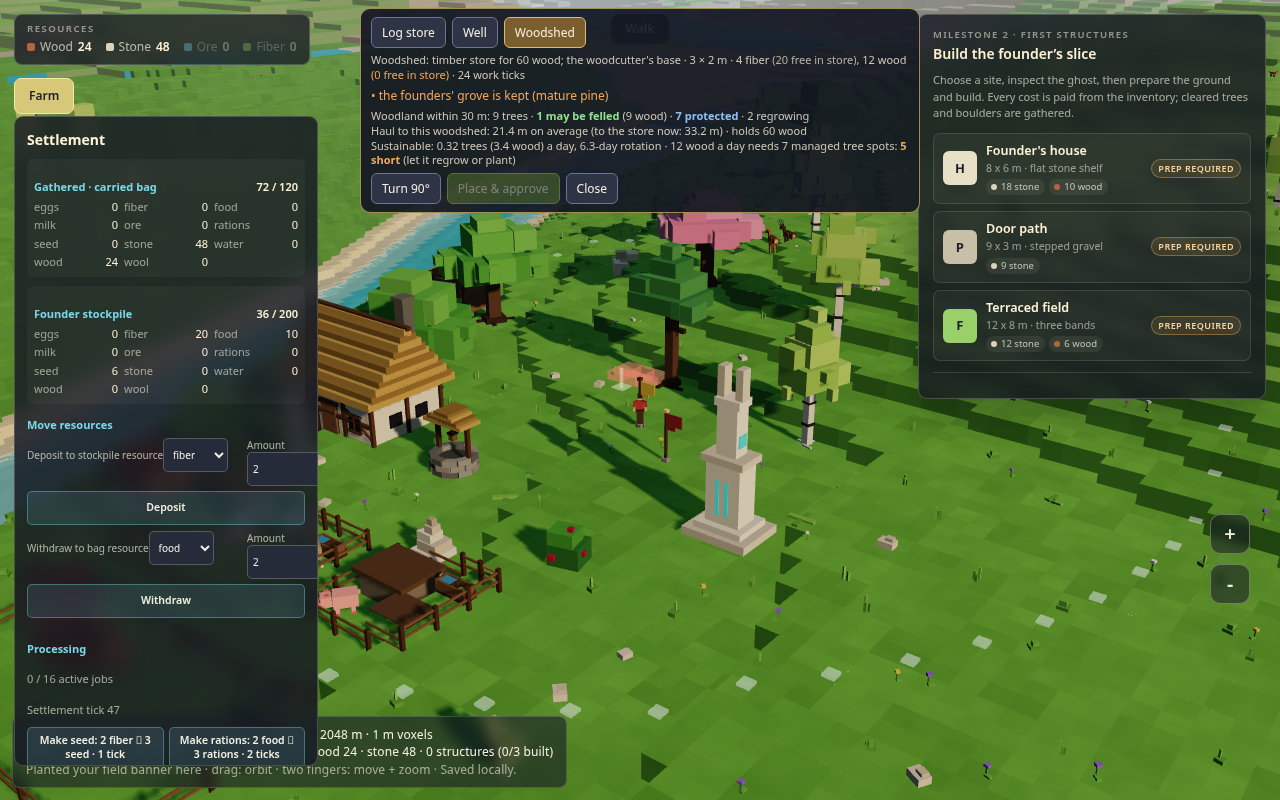 RESOURCES
Wood 24 Stone 48 Ore 0 Fiber 0
Farm
Settlement
Gathered · carried bag 72 / 120
eggs 0 fiber 0 food 0
milk 0 ore 0 rations 0
seed 0 stone 48 water 0
wood 24 wool 0
Founder stockpile 36 / 200
eggs 0 fiber 20 food 10
milk 0 ore 0 rations 0
seed 6 stone 0 water 0
wood 0 wool 0
Move resources
Deposit to stockpile resource fiber Amount 2
Deposit
Withdraw to bag resource food Amount 2
Withdraw
Processing
0 / 16 active jobs
Settlement tick 47
Make seed: 2 fiber 3 seed · 1 tick
Make rations: 2 food 3 rations · 2 ticks
2048 m · 1 m voxels
ood 24 · stone 48 · 0 structures (0/3 built)
Planted your field banner here · drag: orbit · two fingers: move + zoom · Saved locally.
Log store Well Woodshed Walk
Woodshed: timber store for 60 wood; the woodcutter's base · 3 × 2 m · 4 fiber (20 free in store), 12 wood
(0 free in store) · 24 work ticks
• the founders' grove is kept (mature pine)
Woodland within 30 m: 9 trees · 1 may be felled (9 wood) · 7 protected · 2 regrowing
Haul to this woodshed: 21.4 m on average (to the store now: 33.2 m) · holds 60 wood
Sustainable: 0.32 trees (3.4 wood) a day, 6.3-day rotation · 12 wood a day needs 7 managed tree spots: 5
short (let it regrow or plant)
Turn 90° Place & approve Close
MILESTONE 2 · FIRST STRUCTURES
Build the founder's slice
Choose a site, inspect the ghost, then prepare the ground
and build. Every cost is paid from the inventory; cleared trees
and boulders are gathered.
H Founder's house
8 x 6 m · flat stone shelf
18 stone 10 wood
PREP REQUIRED
P Door path
9 x 3 m · stepped gravel
9 stone
PREP REQUIRED
F Terraced field
12 x 8 m · three bands
12 stone 6 wood
PREP REQUIRED
+
-